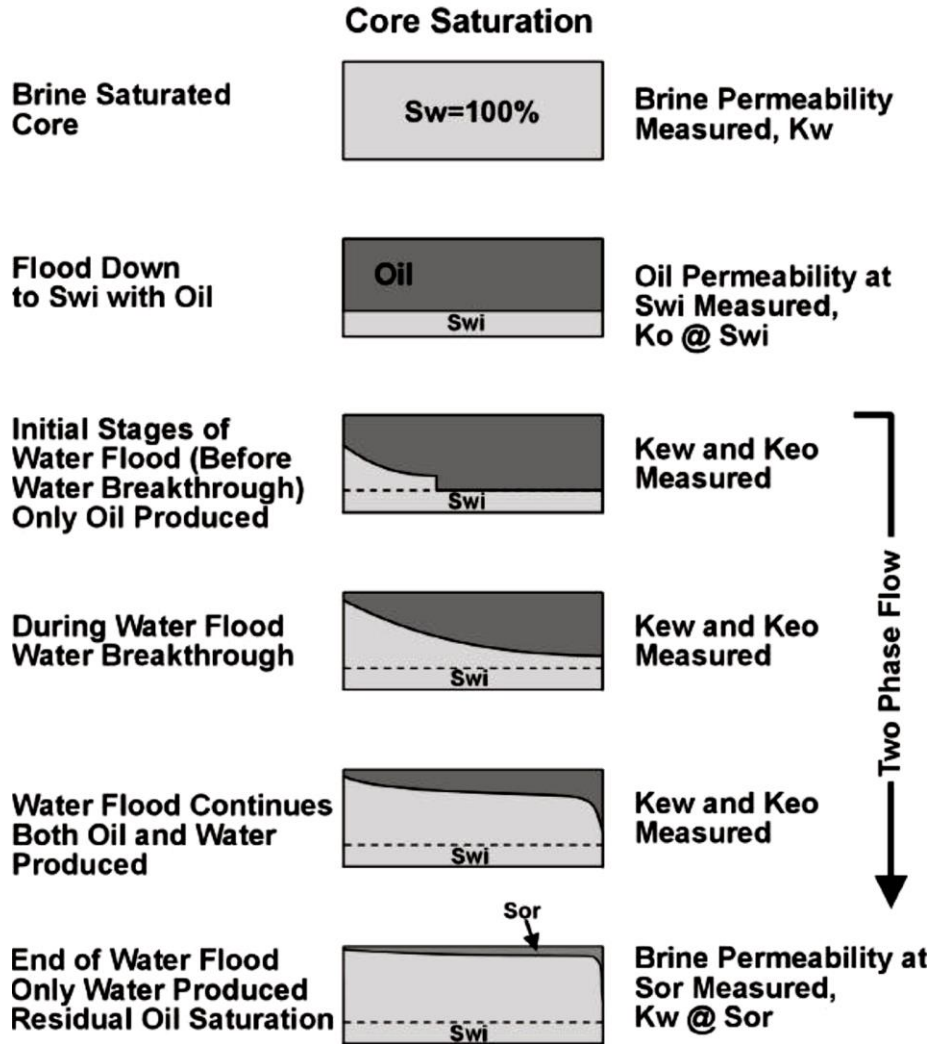 Core Saturation
Brine Saturated
Core
Sw=100%
Brine Permeability
Measured, Kw
Flood Down
to Swi with Oil
Oil
Swi
Oil Permeability at
Swi Measured,
Ko @ Swi
Initial Stages of
Water Flood (Before
Water Breakthrough)
Only Oil Produced
Swi
Kew and Keo
Measured
During Water Flood
Water Breakthrough
Swi
Kew and Keo
Measured
Two Phase Flow
Water Flood Continues
Both Oil and Water
Produced
Swi
Kew and Keo
Measured
End of Water Flood
Only Water Produced
Residual Oil Saturation
Sor
Swi
Brine Permeability at
Sor Measured,
Kw @ Sor